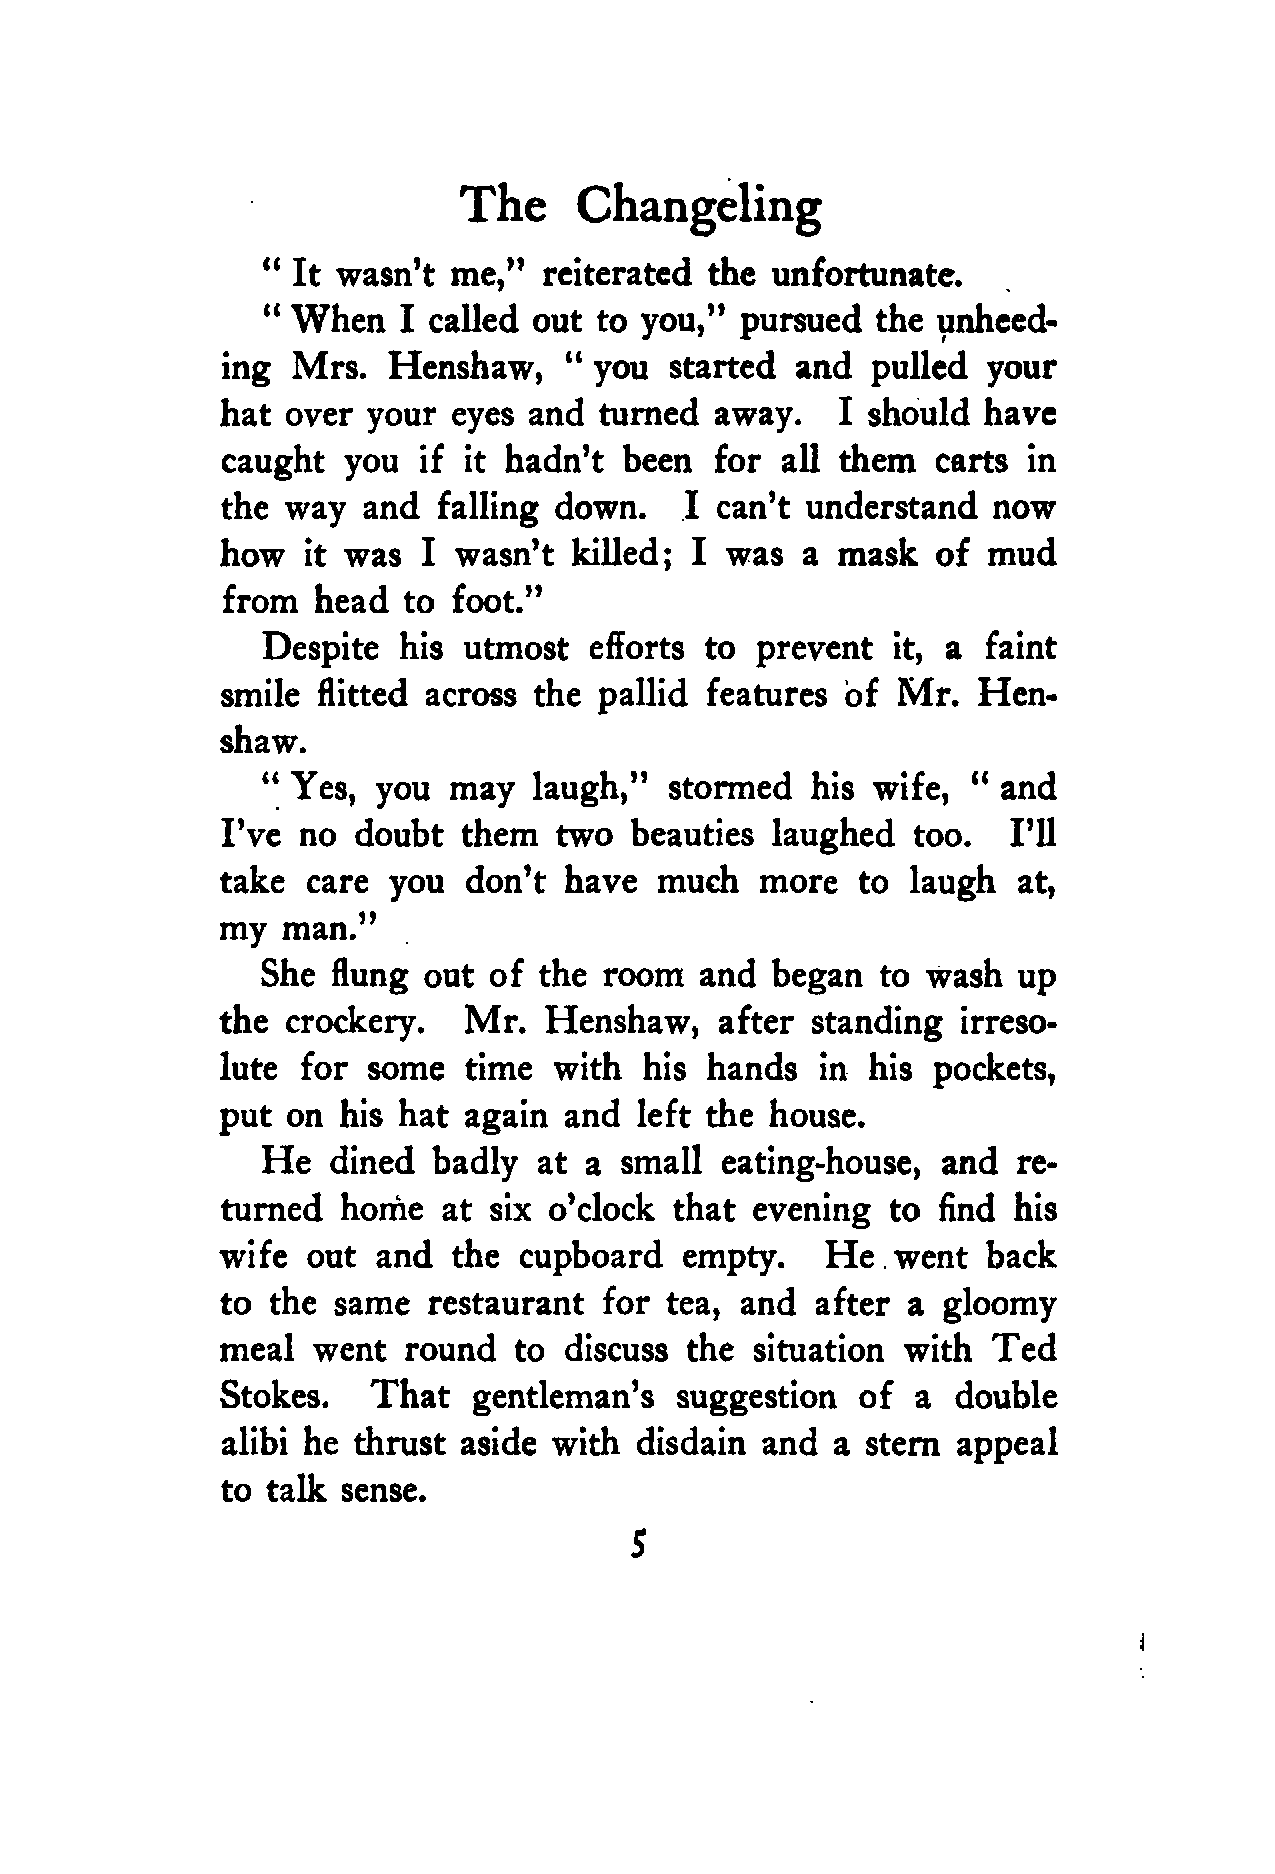 The Changeling
“ It wasn’t me,” reiterated the unfortunate.
“ When I called out to you,” pursued the unheed-
ing Mrs. Henshaw, “ you started and pulled your
hat over your eyes and turned away. I should have
caught you if it hadn’t been for all them carts in
the way and falling down. I can’t understand now
how it was I wasn’t killed; I was a mask of mud
from head to foot.”
Despite his utmost efforts to prevent it, a faint
smile flitted across the pallid features of Mr. Hen-
shaw.
“ Yes, you may laugh,” stormed his wife, “ and
I’ve no doubt them two beauties laughed too. I’ll
take care you don’t have much more to laugh at,
my man.”
She flung out of the room and began to wash up
the crockery. Mr. Henshaw, after standing irreso-
lute for some time with his hands in his pockets,
put on his hat again and left the house.
He dined badly at a small eating-house, and re-
turned home at six o’clock that evening to find his
wife out and the cupboard empty. He went back
to the same restaurant for tea, and after a gloomy
meal went round to discuss the situation with Ted
Stokes. That gentleman’s suggestion of a double
alibi he thrust aside with disdain and a stern appeal
to talk sense.
5